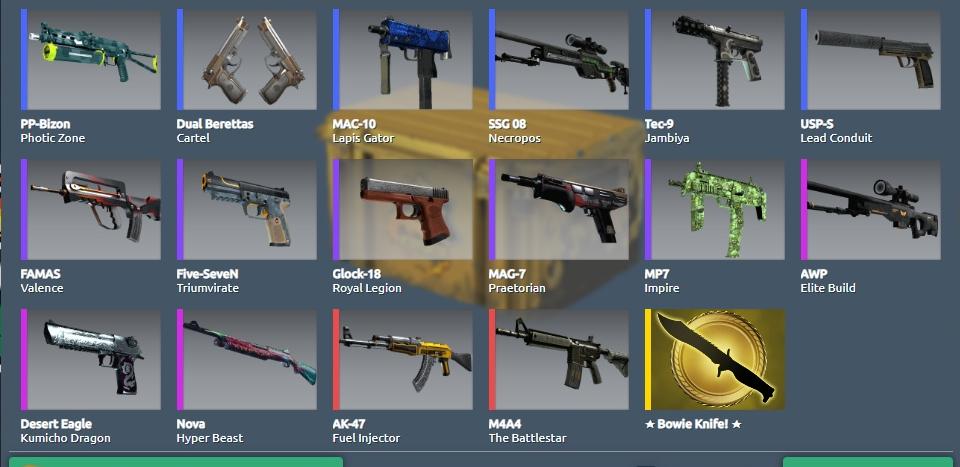 PP-Bizon
Photic Zone
Dual Berettas
Cartel
MAC-10
Lapis Gator
SSG 08
Necropos
Tec-9
Jambiya
USP-S
Lead Conduit
FAMAS
Valence
Five-SeveN
Triumvirate
Glock-18
Royal Legion
MAG-7
Praetorian
MP7
Impire
AWP
Elite Build
Desert Eagle
Kumicho Dragon
Nova
Hyper Beast
AK-47
Fuel Injector
M4A4
The Battlestar
★ Bowie Knife! ★